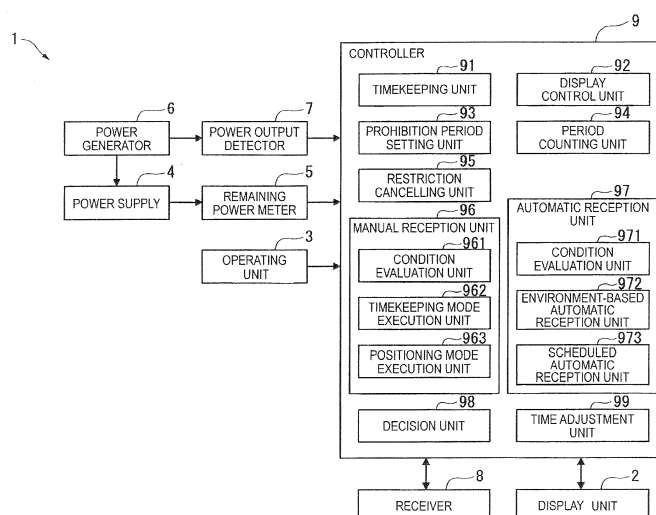 1
9
CONTROLLER
91
TIMEKEEPING UNIT
92
DISPLAY
CONTROL UNIT
6
POWER
GENERATOR
7
POWER OUTPUT
DETECTOR
93
PROHIBITION PERIOD
SETTING UNIT
94
PERIOD
COUNTING UNIT
4
POWER SUPPLY
5
REMAINING
POWER METER
95
RESTRICTION
CANCELLING UNIT
3
OPERATING
UNIT
96
MANUAL RECEPTION UNIT
961
CONDITION
EVALUATION UNIT
962
TIMEKEEPING MODE
EXECUTION UNIT
963
POSITIONING MODE
EXECUTION UNIT
97
AUTOMATIC RECEPTION
UNIT
971
CONDITION
EVALUATION UNIT
972
ENVIRONMENT-BASED
AUTOMATIC
RECEPTION UNIT
973
SCHEDULED
AUTOMATIC
RECEPTION UNIT
98
DECISION UNIT
99
TIME ADJUSTMENT
UNIT
8
RECEIVER
2
DISPLAY UNIT